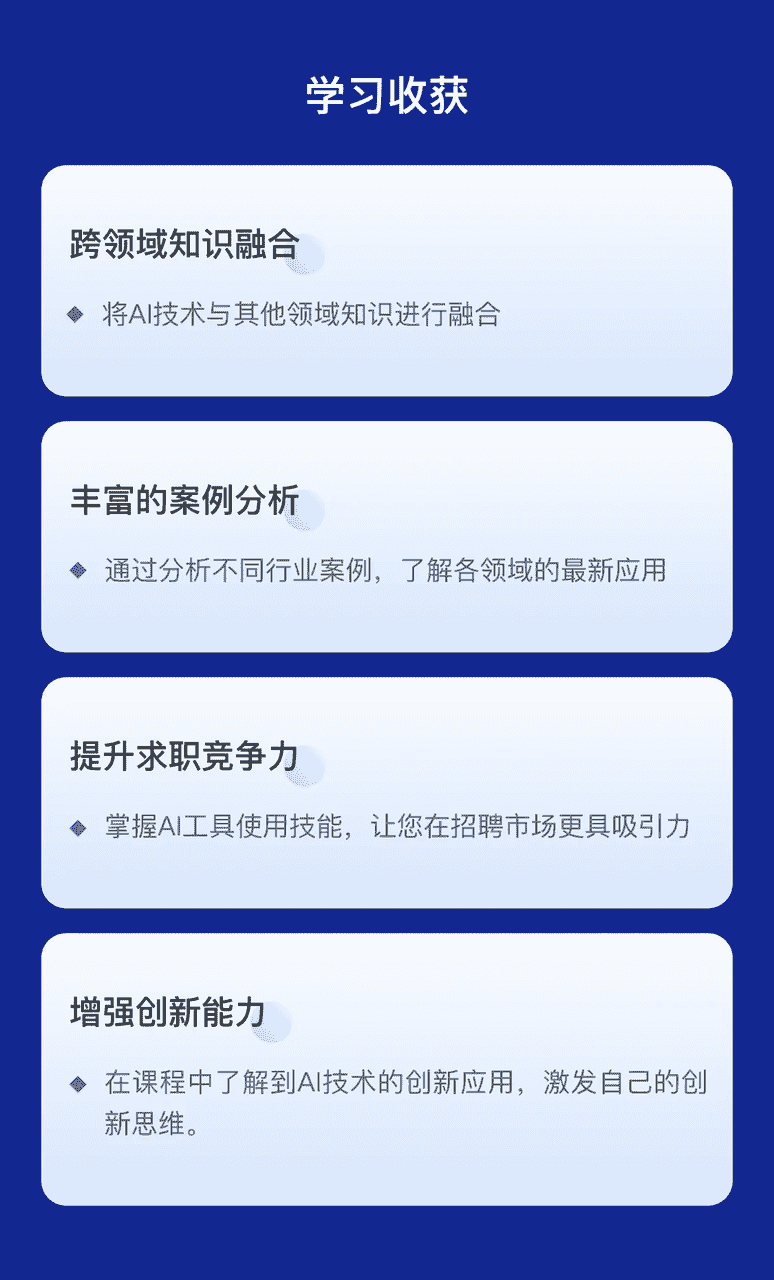 学习收获
跨领域知识融合
将AI技术与其他领域知识进行融合
丰富的案例分析
通过分析不同行业案例，了解各领域的最新应用
提升求职竞争力
掌握AI工具使用技能，让您在招聘市场更具吸引力
增强创新能力
在课程中了解到AI技术的创新应用，激发自己的创
新思维。